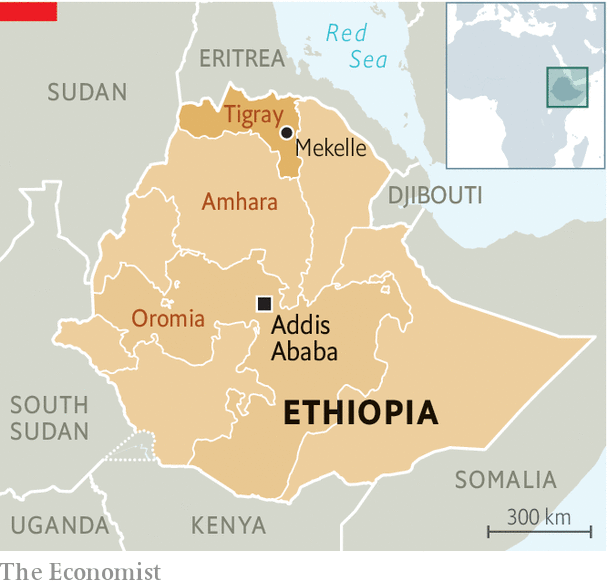 Red
Sea
ERITREA
SUDAN
Tigray
Mekelle
DJIBOUTI
Amhara
Oromia
Addis
Ababa
ETHIOPIA
SOUTH
SUDAN
SOMALIA
300 km
UGANDA
KENYA
The Economist